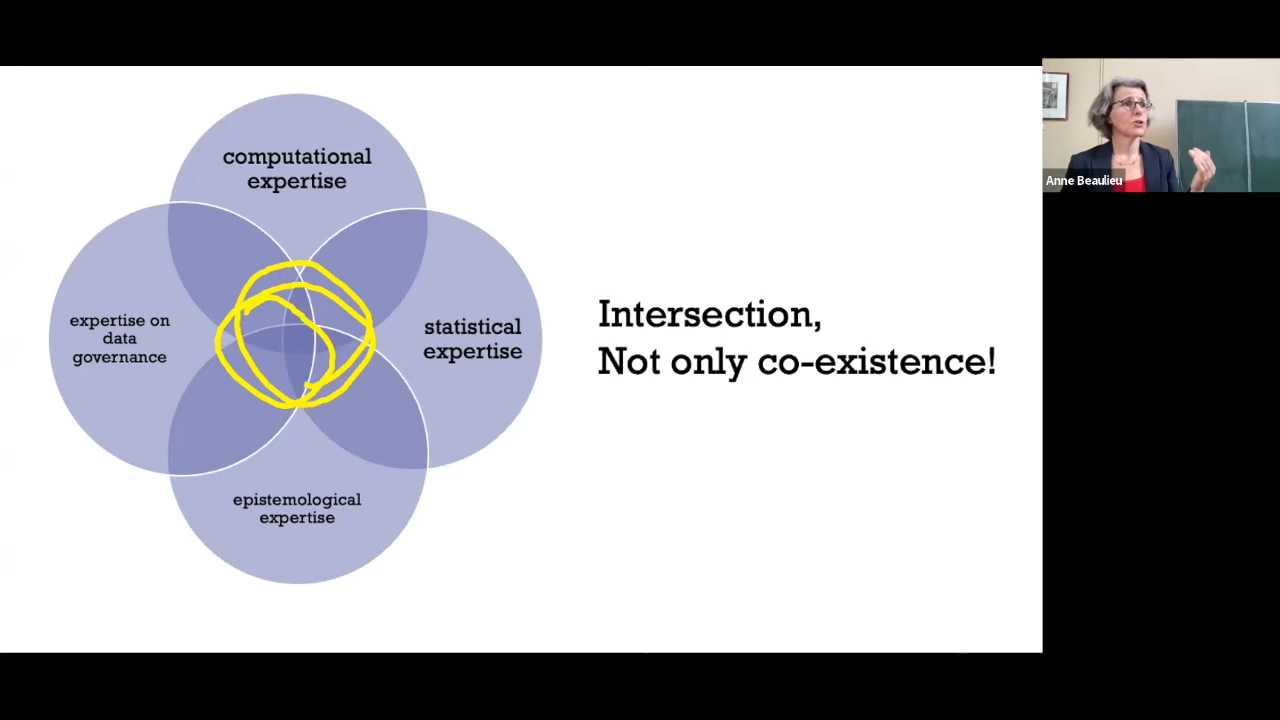 computational
expertise
expertise on
data
governance
statistical
expertise
epistemological
expertise
Intersection,
Not only co-existence!
Anne Beaulieu